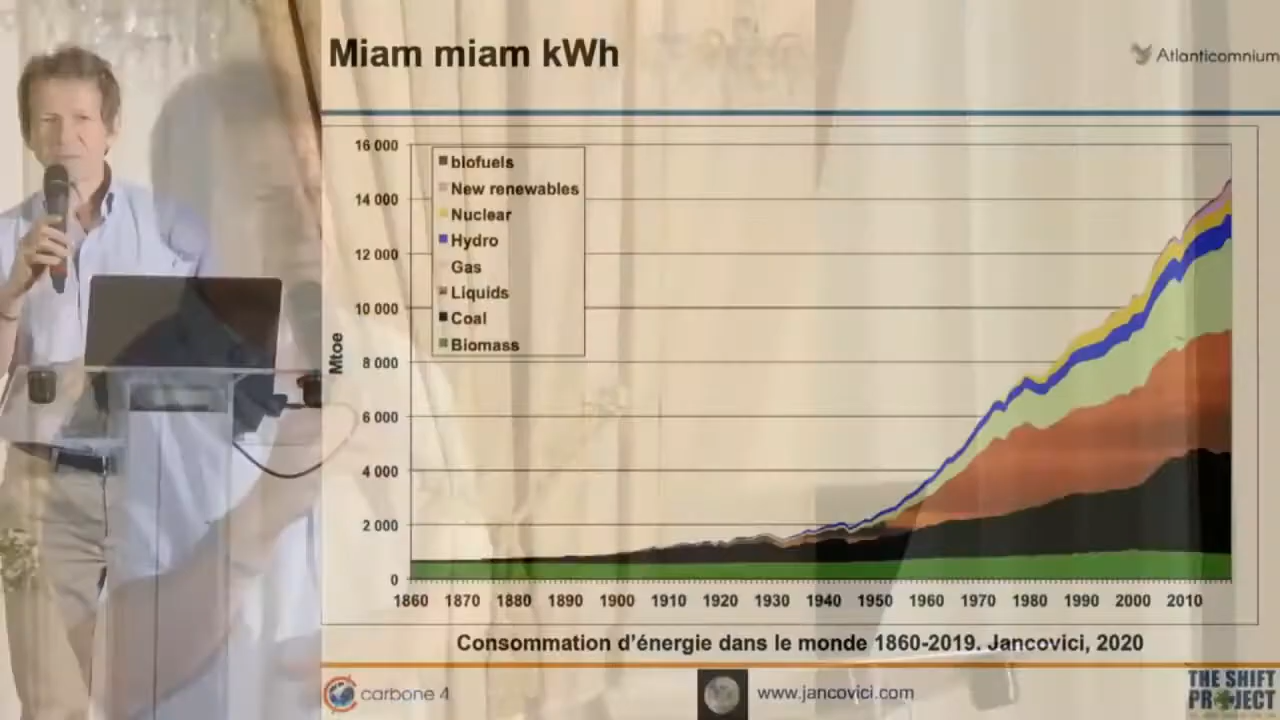 Miam miam kWh
Atlanticomnium
16 000
14 000
12 000
10 000
8 000
6 000
4 000
2 000
0
Mtoe
biofuels
New renewables
Nuclear
Hydro
Gas
Liquids
Coal
Biomass
1860 1870 1880 1890 1900 1910 1920 1930 1940 1950 1960 1970 1980 1990 2000 2010
Consommation d'énergie dans le monde 1860-2019. Jancovici, 2020
carbone 4
www.jancovici.com
THE SHIFT
PROJECT